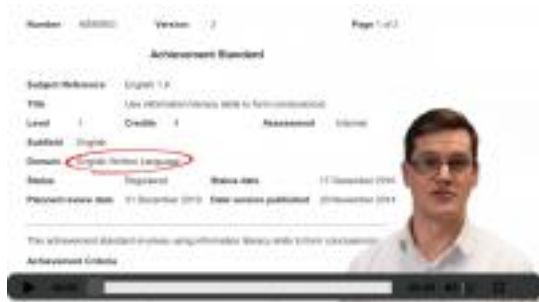 Number Version 2 Page 1 of 2
Achievement Standard
Subject Reference English 1.9
Title Use information literacy skills to form conclusion(s)
Level 1 Credits 4 Assessment Internal
Subfield English
Domain English Written Language
Status Registered Status date 17 December 2010
Planned review date 31 December Date version published 20 November 2014
This achievement standard involves using information literacy skills to form conclusion(s).
Achievement Criteria